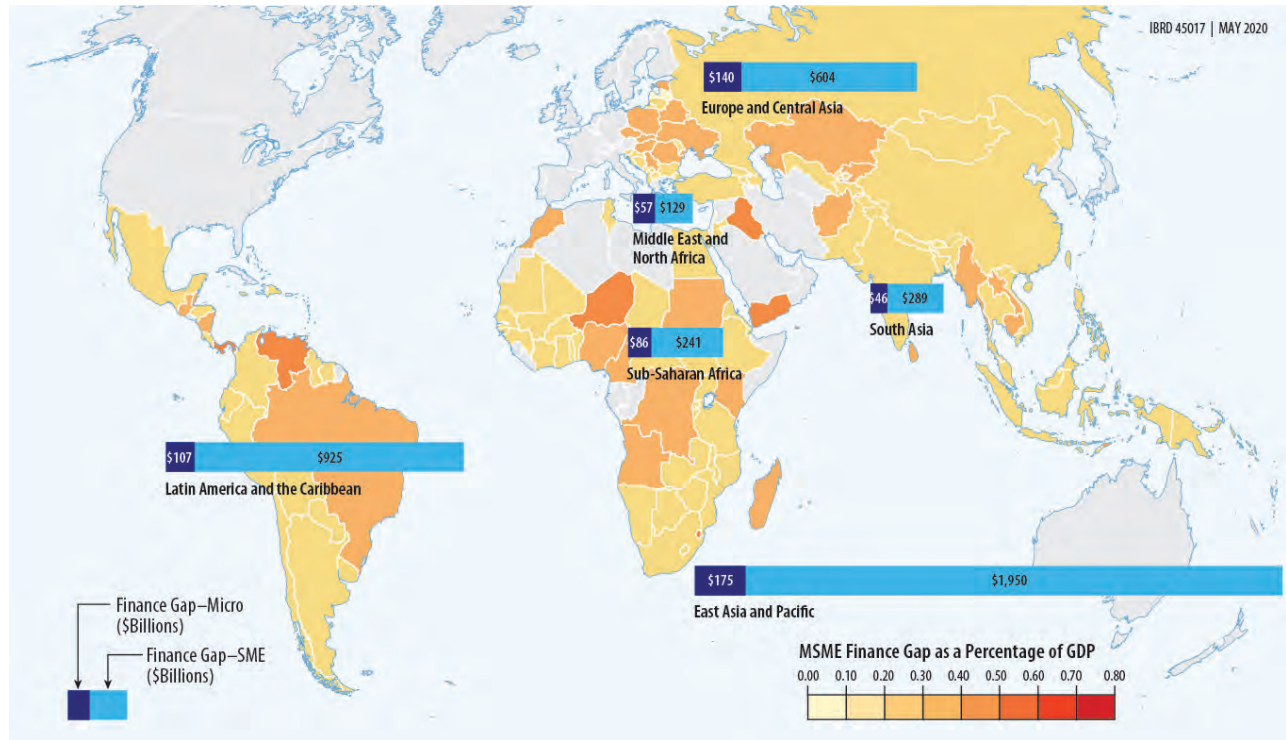 IBRD 45017 | MAY 2020
$140 $604
Europe and Central Asia
$57 $129
Middle East and
North Africa
$46 $289
South Asia
$86 $241
Sub-Saharan Africa
$107 $925
Latin America and the Caribbean
$175 $1,950
East Asia and Pacific
Finance Gap–Micro
($Billions)
Finance Gap–SME
($Billions)
MSME Finance Gap as a Percentage of GDP
0.00 0.10 0.20 0.30 0.40 0.50 0.60 0.70 0.80